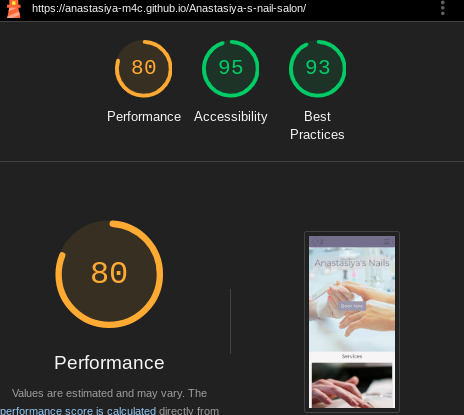 https://anastasiya-m4c.github.io/Anastasiya-s-nail-salon/
80
95
93
Performance
Accessibility
Best
Practices
80
Anastasiya's Nails
Book Now
Services
Performance
Values are estimated and may vary. The
performance score is calculated directly from